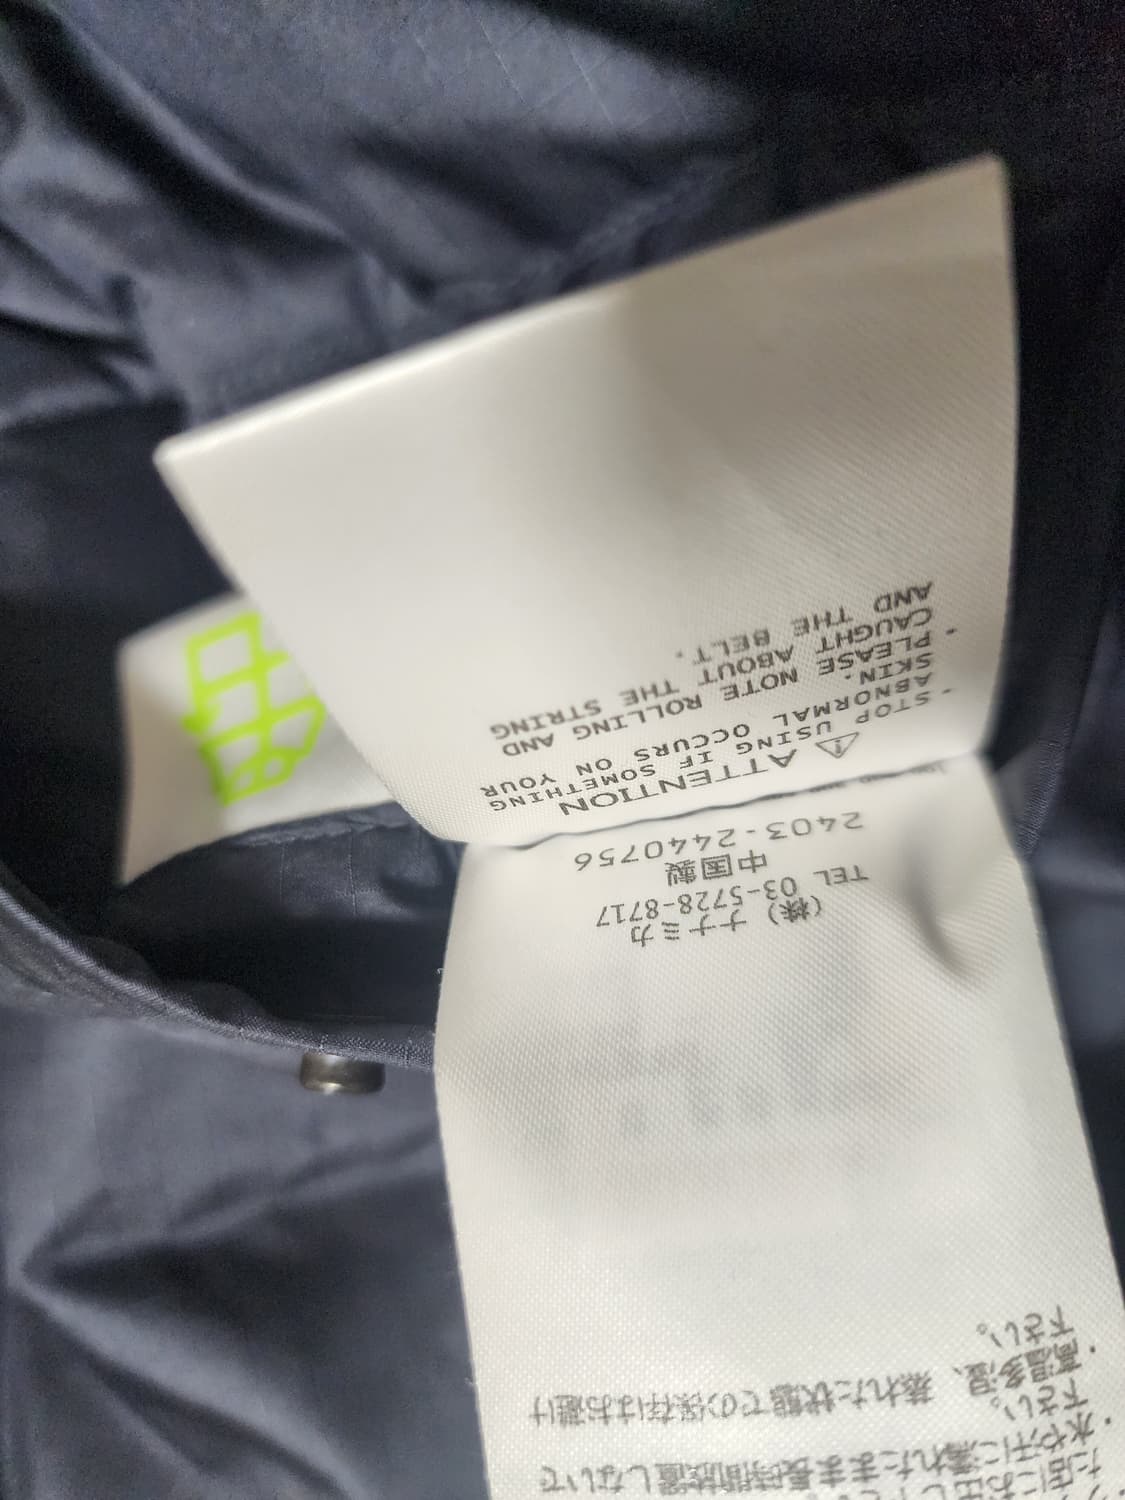 ・水や汗に濡れたまま長時間放置しないで
下さい。
・高温多湿、蒸れた状態での保存はお避け
下さい。
(株) ナナミカ
TEL 03-5728-8717
中国製
2403-2440756
⚠ ATTENTION
・STOP USING IF SOMETHING
ABNORMAL OCCURS ON YOUR
SKIN.
・PLEASE NOTE ROLLING AND
CAUGHT ABOUT THE STRING
AND THE BELT.